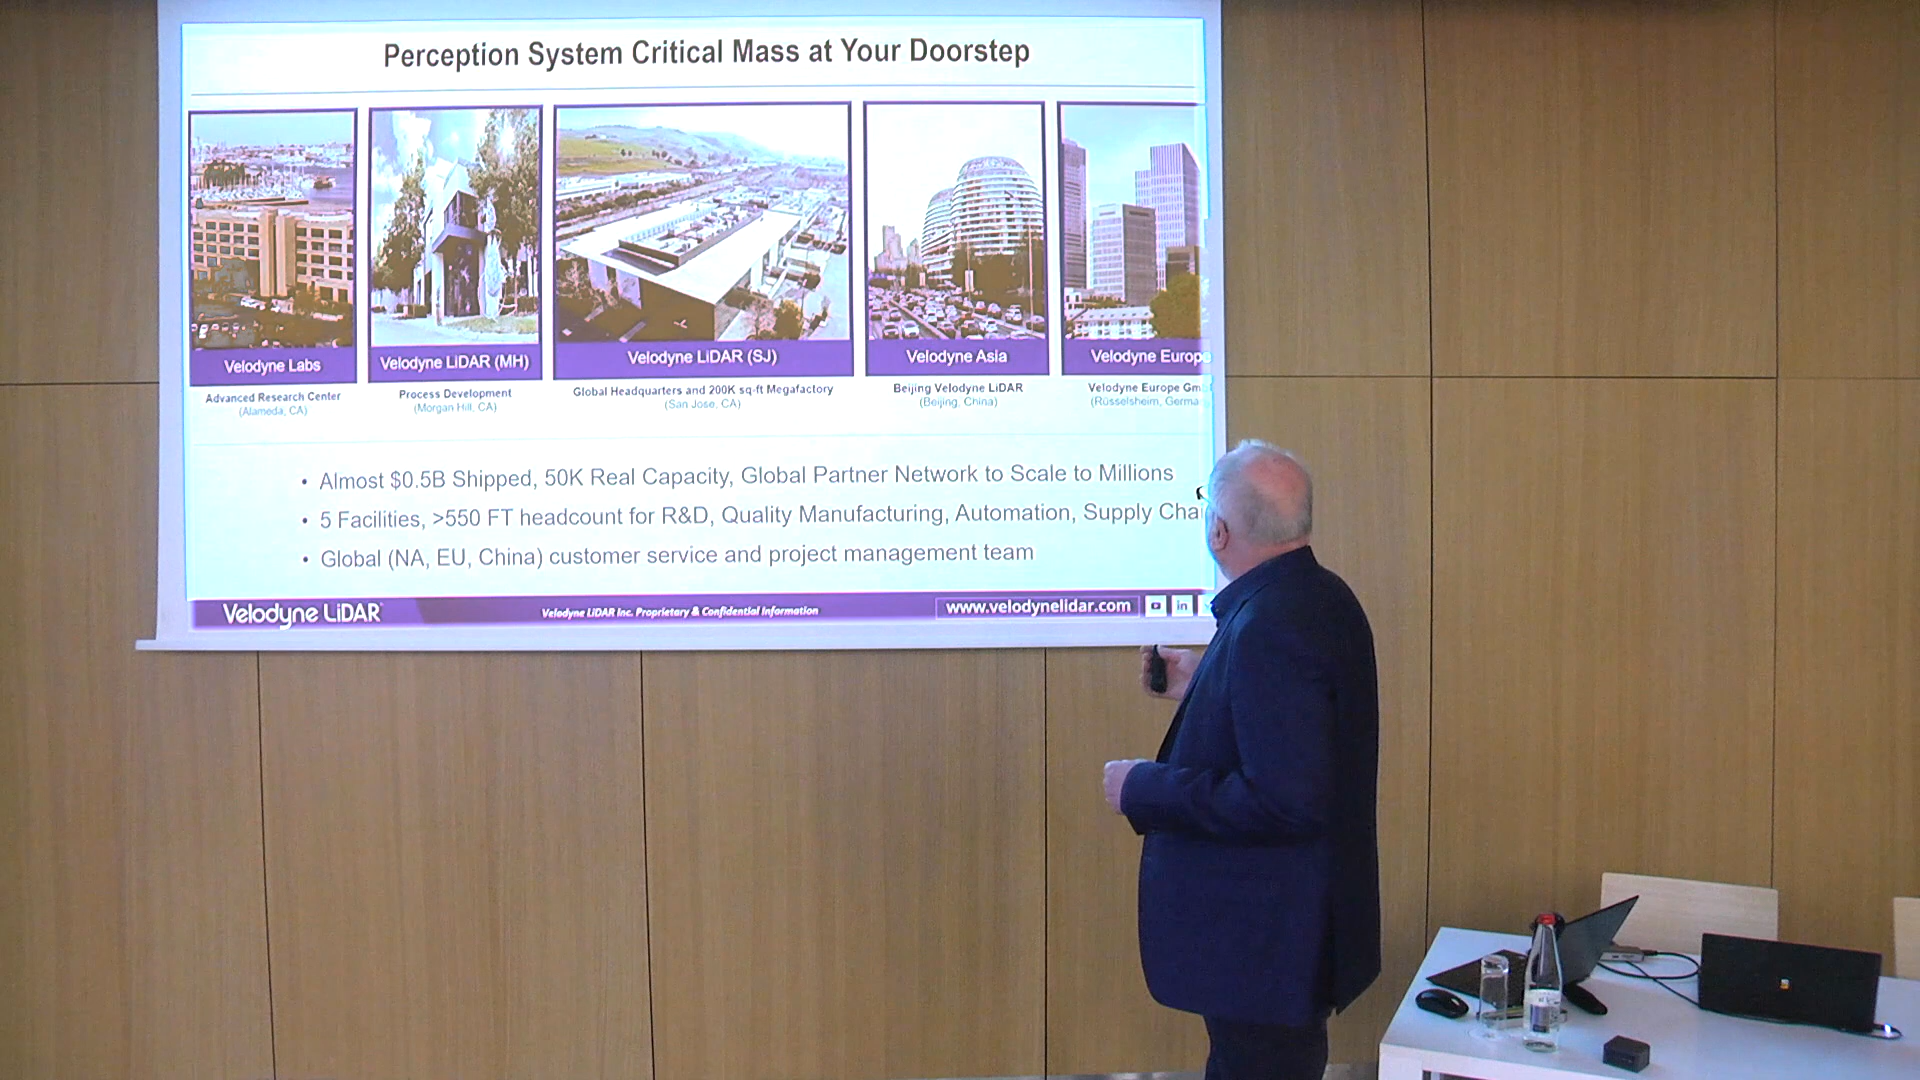 Perception System Critical Mass at Your Doorstep
Velodyne Labs
Velodyne LiDAR (MH)
Velodyne LiDAR (SJ)
Velodyne Asia
Velodyne Europe
Advanced Research Center
(Alameda, CA)
Process Development
(Morgan Hill, CA)
Global Headquarters and 200K sq-ft Megafactory
(San Jose, CA)
Beijing Velodyne LiDAR
(Beijing, China)
Velodyne Europe Gm
(Rüsselsheim, Germa
• Almost $0.5B Shipped, 50K Real Capacity, Global Partner Network to Scale to Millions
• 5 Facilities, >550 FT headcount for R&D, Quality Manufacturing, Automation, Supply Chai
• Global (NA, EU, China) customer service and project management team
Velodyne LiDAR
Velodyne LiDAR Inc. Proprietary & Confidential Information
www.velodynelidar.com
in